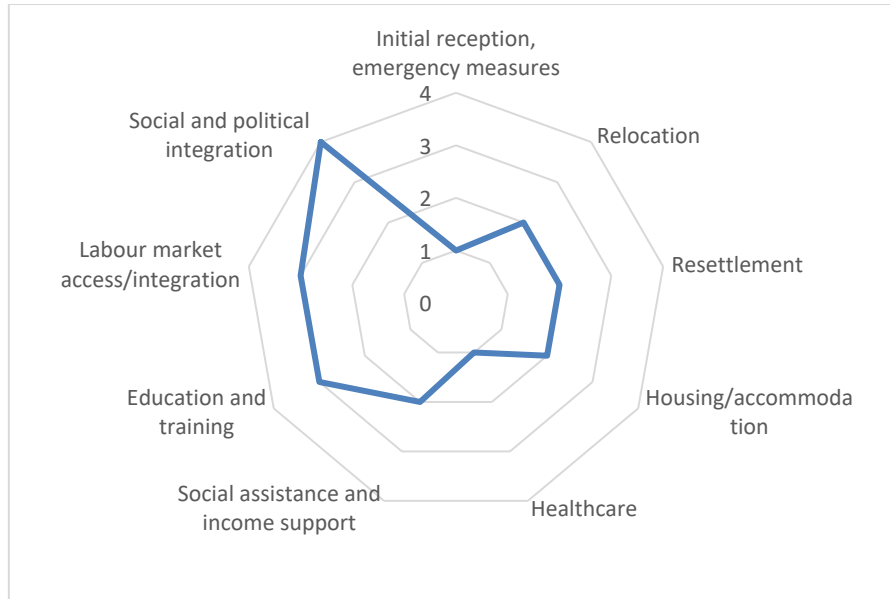 Initial reception,
emergency measures
Relocation
Resettlement
Housing/accommoda
tion
Healthcare
Social assistance and
income support
Education and
training
Labour market
access/integration
Social and political
integration
4
3
2
1
0